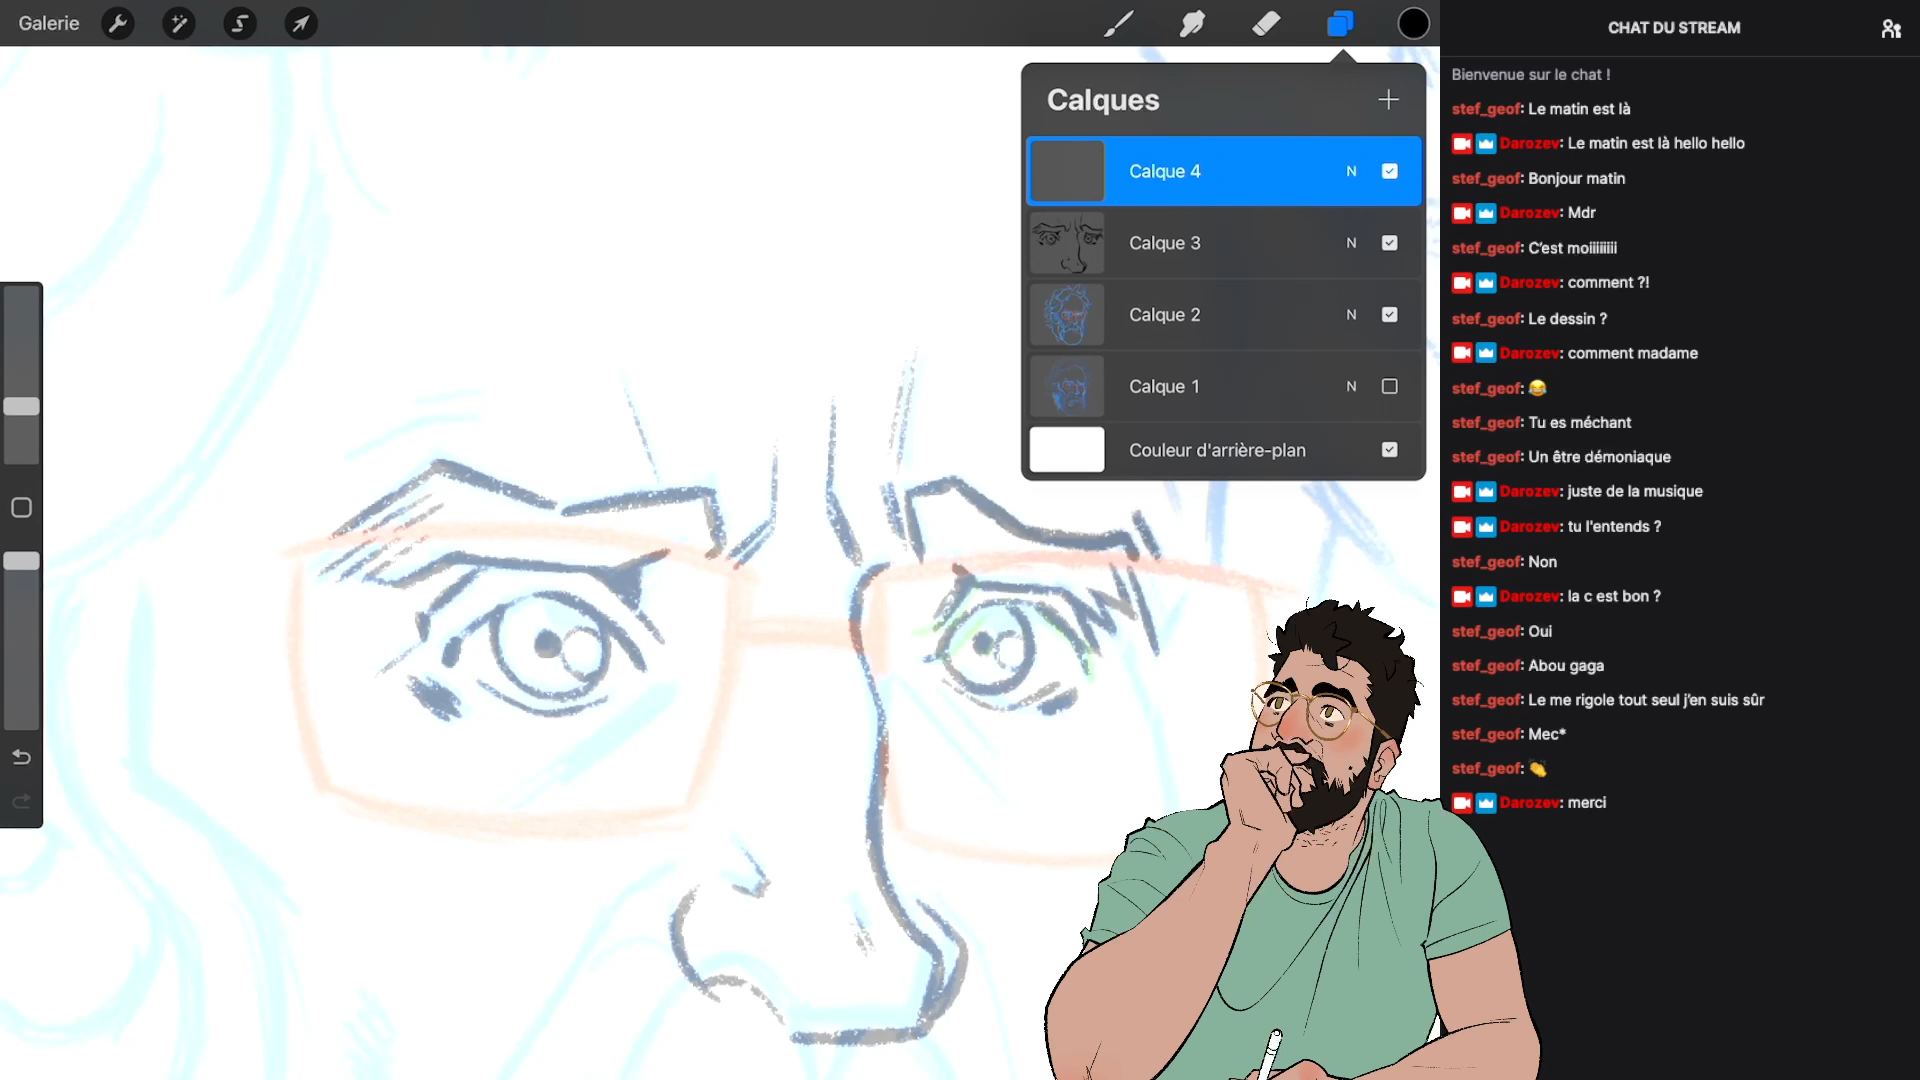 Galerie
Calques
Calque 4 N
Calque 3 N
Calque 2 N
Calque 1 N
Couleur d'arrière-plan
CHAT DU STREAM
Bienvenue sur le chat !
stef_geof: Le matin est là
Darozev: Le matin est là hello hello
stef_geof: Bonjour matin
Darozev: Mdr
stef_geof: C'est moiiiiiiiii
Darozev: comment ?!
stef_geof: Le dessin ?
Darozev: comment madame
stef_geof: 😂
stef_geof: Tu es méchant
stef_geof: Un être démoniaque
Darozev: juste de la musique
Darozev: tu l'entends ?
stef_geof: Non
Darozev: la c est bon ?
stef_geof: Oui
stef_geof: Abou gaga
stef_geof: Le me rigole tout seul j'en suis sûr
stef_geof: Mec*
stef_geof: 👏
Darozev: merci